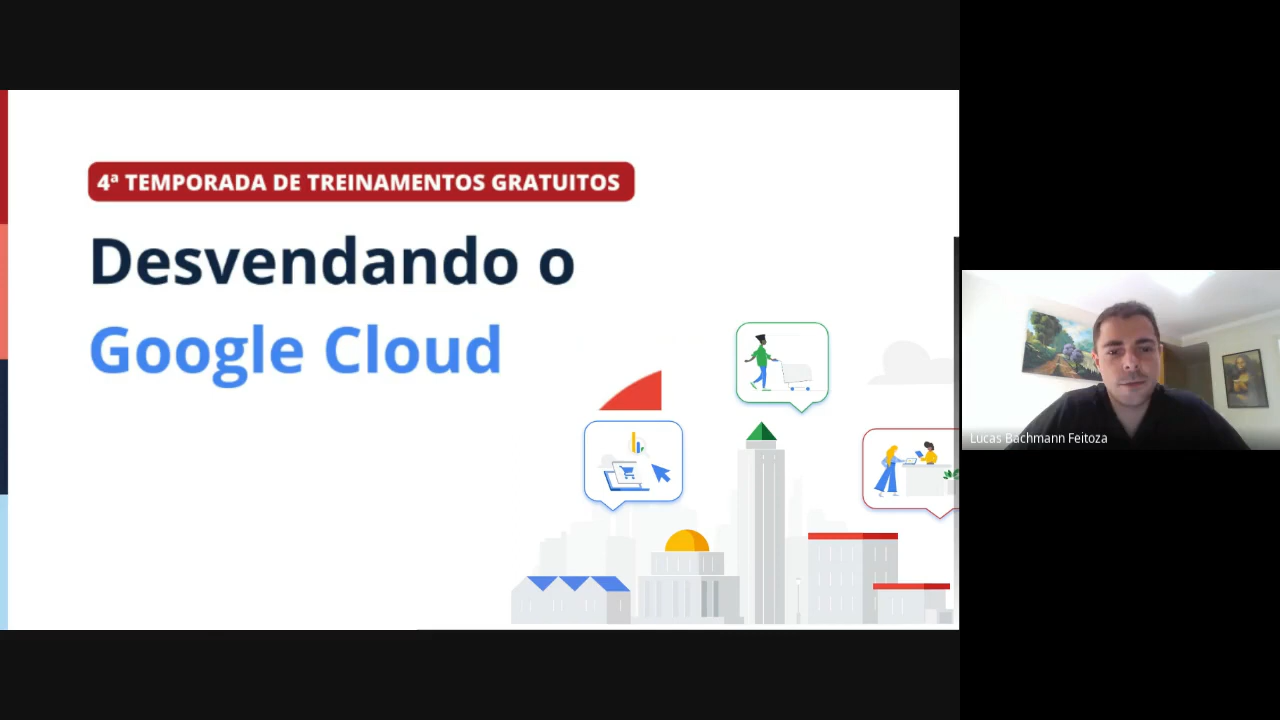 4ª TEMPORADA DE TREINAMENTOS GRATUITOS
Desvendando o
Google Cloud
Lucas Bachmann Feitoza